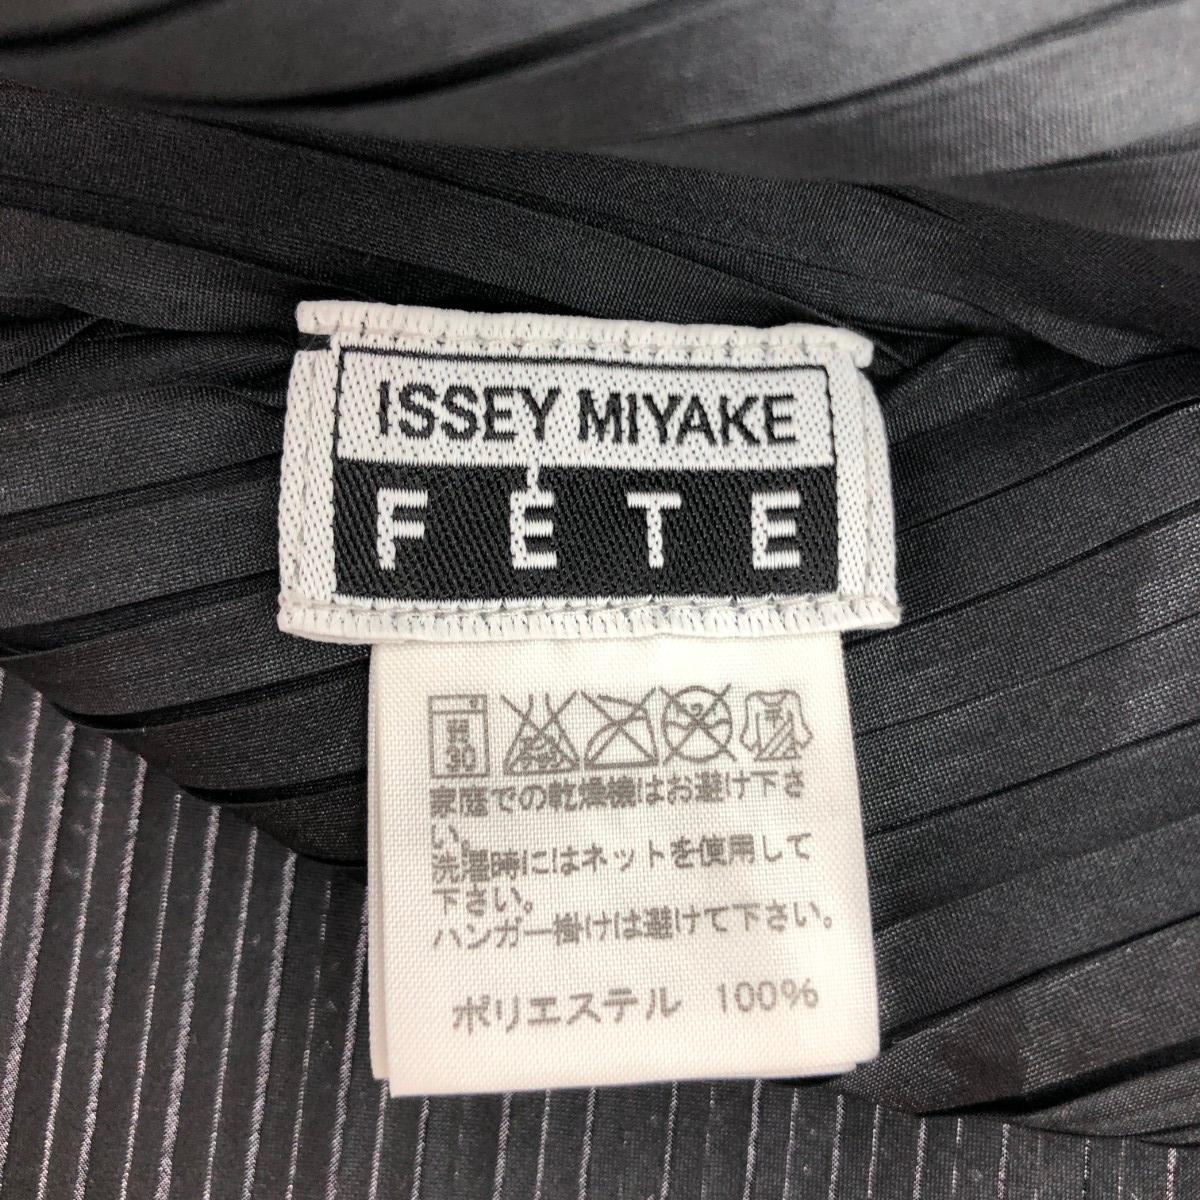 ISSEY MIYAKE
FÉTE
30
家庭での乾燥機はお避け下さ
い。
洗濯時にはネットを使用して
下さい。
ハンガー掛けは避けて下さい。
ポリエステル 100%